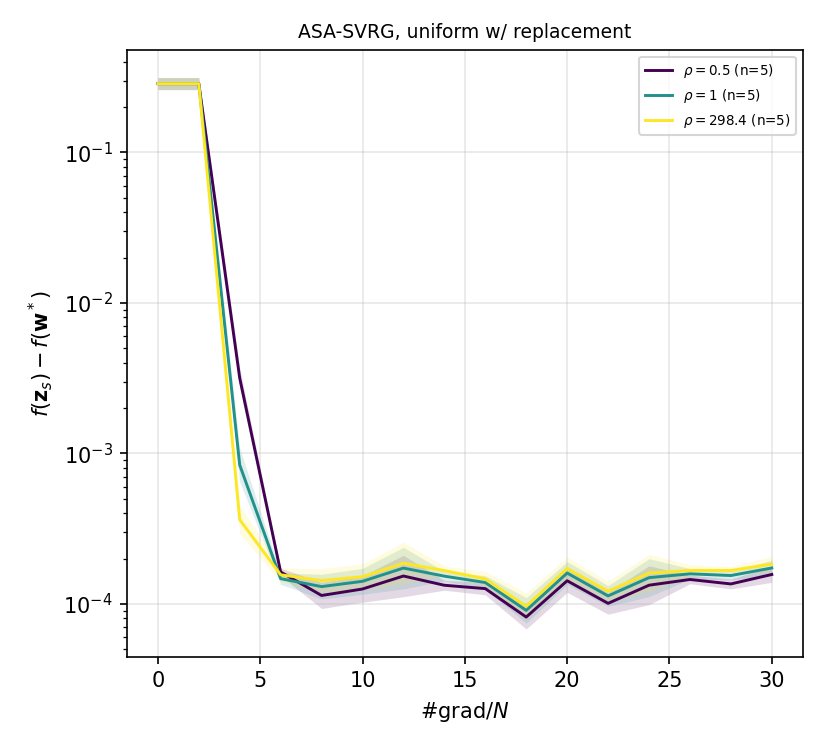 ASA-SVRG, uniform w/ replacement
ρ = 0.5 (n=5)
ρ = 1 (n=5)
ρ = 298.4 (n=5)
10⁻¹
10⁻²
10⁻³
10⁻⁴
f(𝐳ₛ) − f(𝐰*)
0 5 10 15 20 25 30
#grad/N